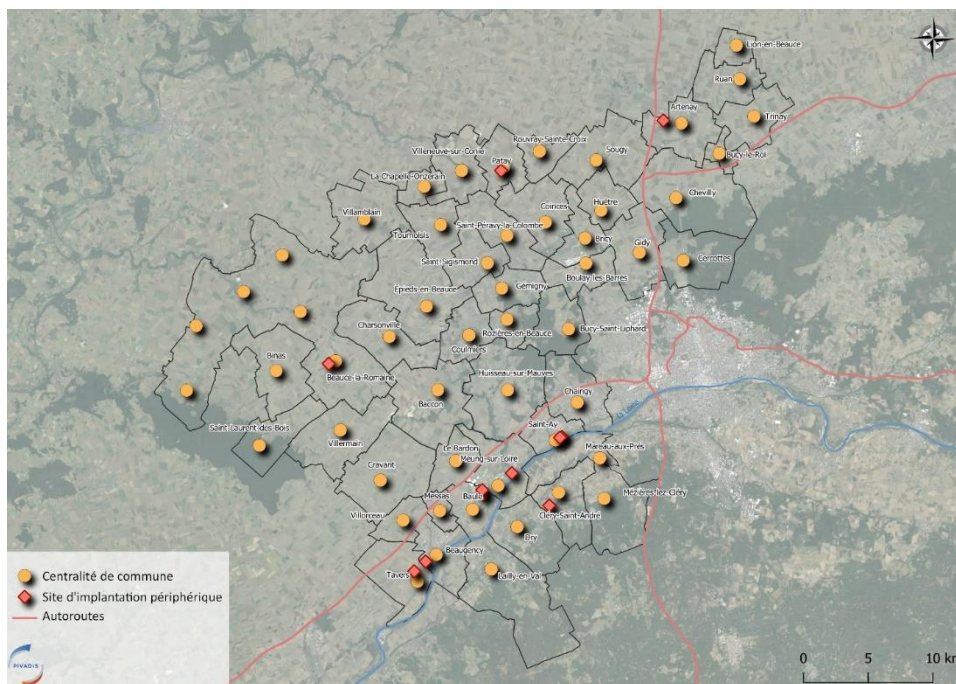 Lion-en-Beauce
Ruan
Artenay
Trinay
Rouvray-Sainte-Croix
Villeneuve-sur-Conie
Patay
Sougy
Bucy-le-Roi
La Chapelle-Onzerain
Chevilly
Villamblain
Coinces
Huêtre
Tournoisis
Saint-Péravy-la-Colombe
Bricy
Gidy
Cercottes
Saint-Sigismond
Boulay-les-Barres
Gémigny
Epieds-en-Beauce
Charsonville
Rozières-en-Beauce
Bucy-Saint-Liphard
Coulmiers
Binas
Beauce-la-Romaine
Huisseau-sur-Mauves
Chaingy
Baccon
La Loire
Saint-Laurent-des-Bois
Villermain
Saint-Ay
Le Bardon
Mareau-aux-Prés
Meung-sur-Loire
Cravant
Messas
Baule
Mézières-lez-Cléry
Cléry-Saint-André
Villorceau
Dry
Beaugency
Tavers
Lailly-en-Val
Centralité de commune
Site d'implantation périphérique
Autoroutes
PIVADIS
0 5 10 km